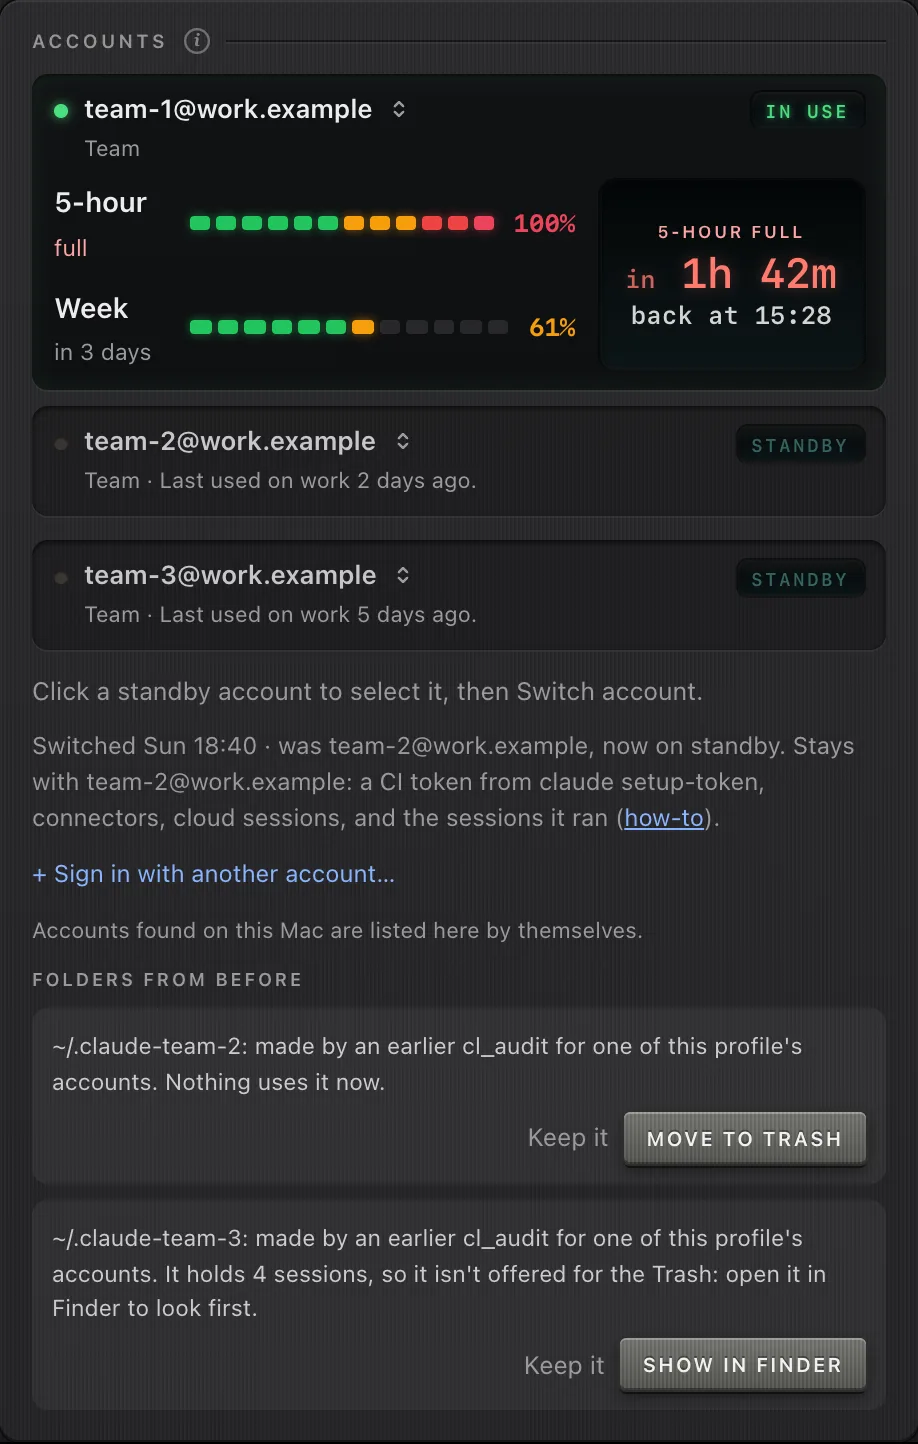 ACCOUNTS i
team-1@work.example
IN USE
Team
5-hour
full
100%
5-HOUR FULL
in 1h 42m
back at 15:28
Week
in 3 days
61%
team-2@work.example
STANDBY
Team · Last used on work 2 days ago.
team-3@work.example
STANDBY
Team · Last used on work 5 days ago.
Click a standby account to select it, then Switch account.
Switched Sun 18:40 · was team-2@work.example, now on standby. Stays
with team-2@work.example: a CI token from claude setup-token,
connectors, cloud sessions, and the sessions it ran (how-to).
+ Sign in with another account…
Accounts found on this Mac are listed here by themselves.
FOLDERS FROM BEFORE
~/.claude-team-2: made by an earlier cl_audit for one of this profile's
accounts. Nothing uses it now.
Keep it
MOVE TO TRASH
~/.claude-team-3: made by an earlier cl_audit for one of this profile's
accounts. It holds 4 sessions, so it isn't offered for the Trash: open it in
Finder to look first.
Keep it
SHOW IN FINDER